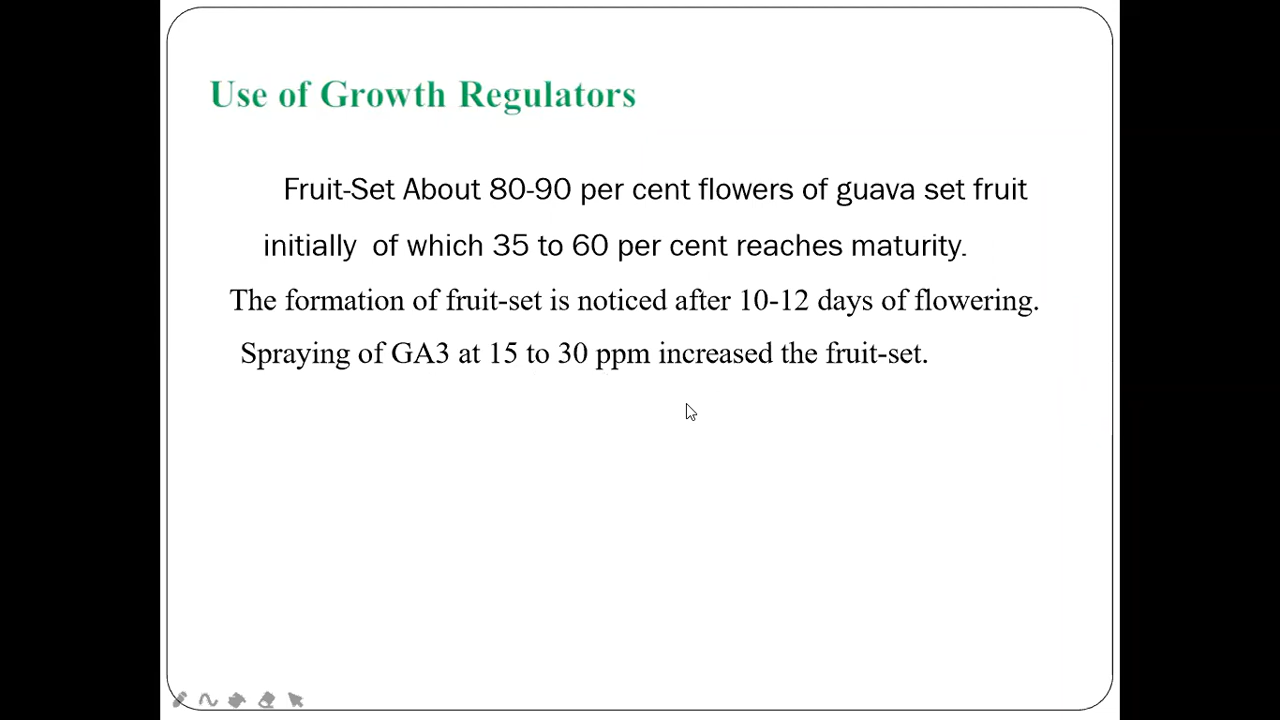 Use of Growth Regulators
Fruit-Set About 80-90 per cent flowers of guava set fruit
initially of which 35 to 60 per cent reaches maturity.
The formation of fruit-set is noticed after 10-12 days of flowering.
Spraying of GA3 at 15 to 30 ppm increased the fruit-set.